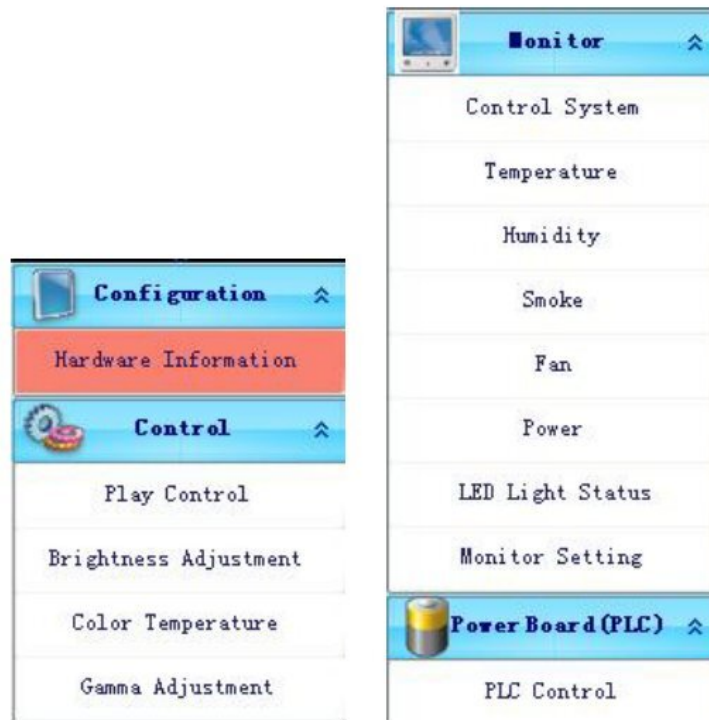 Configuration
Hardware Information
Control
Play Control
Brightness Adjustment
Color Temperature
Gamma Adjustment
Monitor
Control System
Temperature
Humidity
Smoke
Fan
Power
LED Light Status
Monitor Setting
Power Board(PLC)
PLC Control